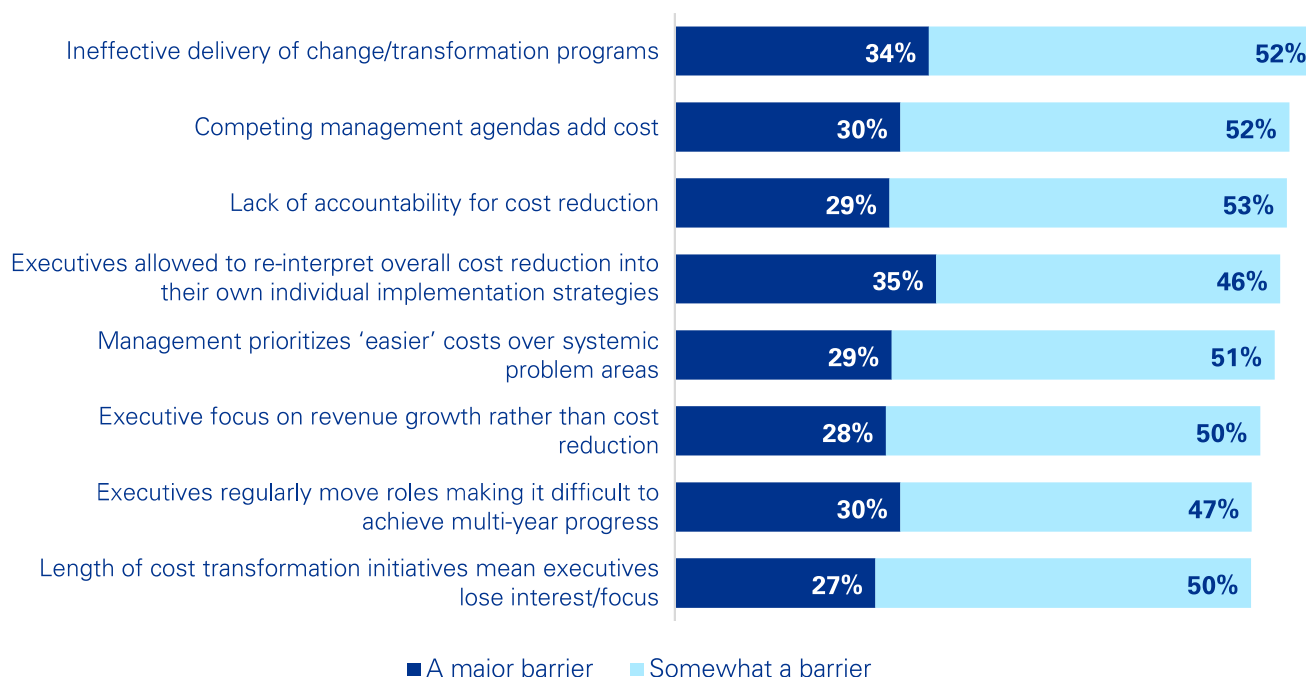 Ineffective delivery of change/transformation programs
34%
52%
Competing management agendas add cost
30%
52%
Lack of accountability for cost reduction
29%
53%
Executives allowed to re-interpret overall cost reduction into
their own individual implementation strategies
35%
46%
Management prioritizes ‘easier’ costs over systemic
problem areas
29%
51%
Executive focus on revenue growth rather than cost
reduction
28%
50%
Executives regularly move roles making it difficult to
achieve multi-year progress
30%
47%
Length of cost transformation initiatives mean executives
lose interest/focus
27%
50%
A major barrier
Somewhat a barrier